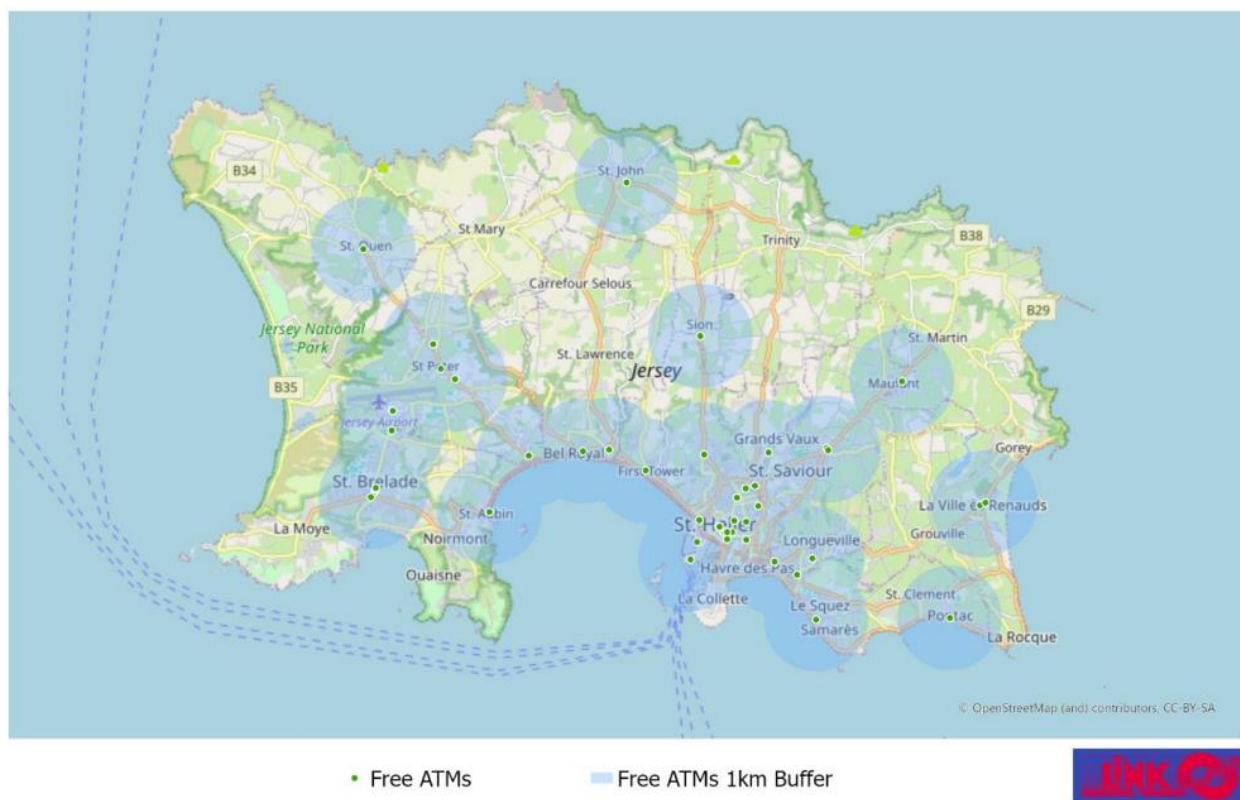 St. John
B34
St. Ouen
St Mary
Trinity
B38
Carrefour Selous
B29
Jersey National
Park
Sion
St. Martin
St. Lawrence
Jersey
St Peter
B35
Maufant
Jersey Airport
Grands Vaux
Gorey
Bel Royal
First Tower
St. Saviour
St. Brelade
La Ville és Renauds
St. Aubin
La Moye
St. Helier
Noirmont
Longueville
Grouville
Havre des Pas
Ouaisne
St. Clement
La Collette
Le Squez
Pontac
Samarès
La Rocque
© OpenStreetMap (and) contributors, CC-BY-SA
Free ATMs
Free ATMs 1km Buffer
LINK